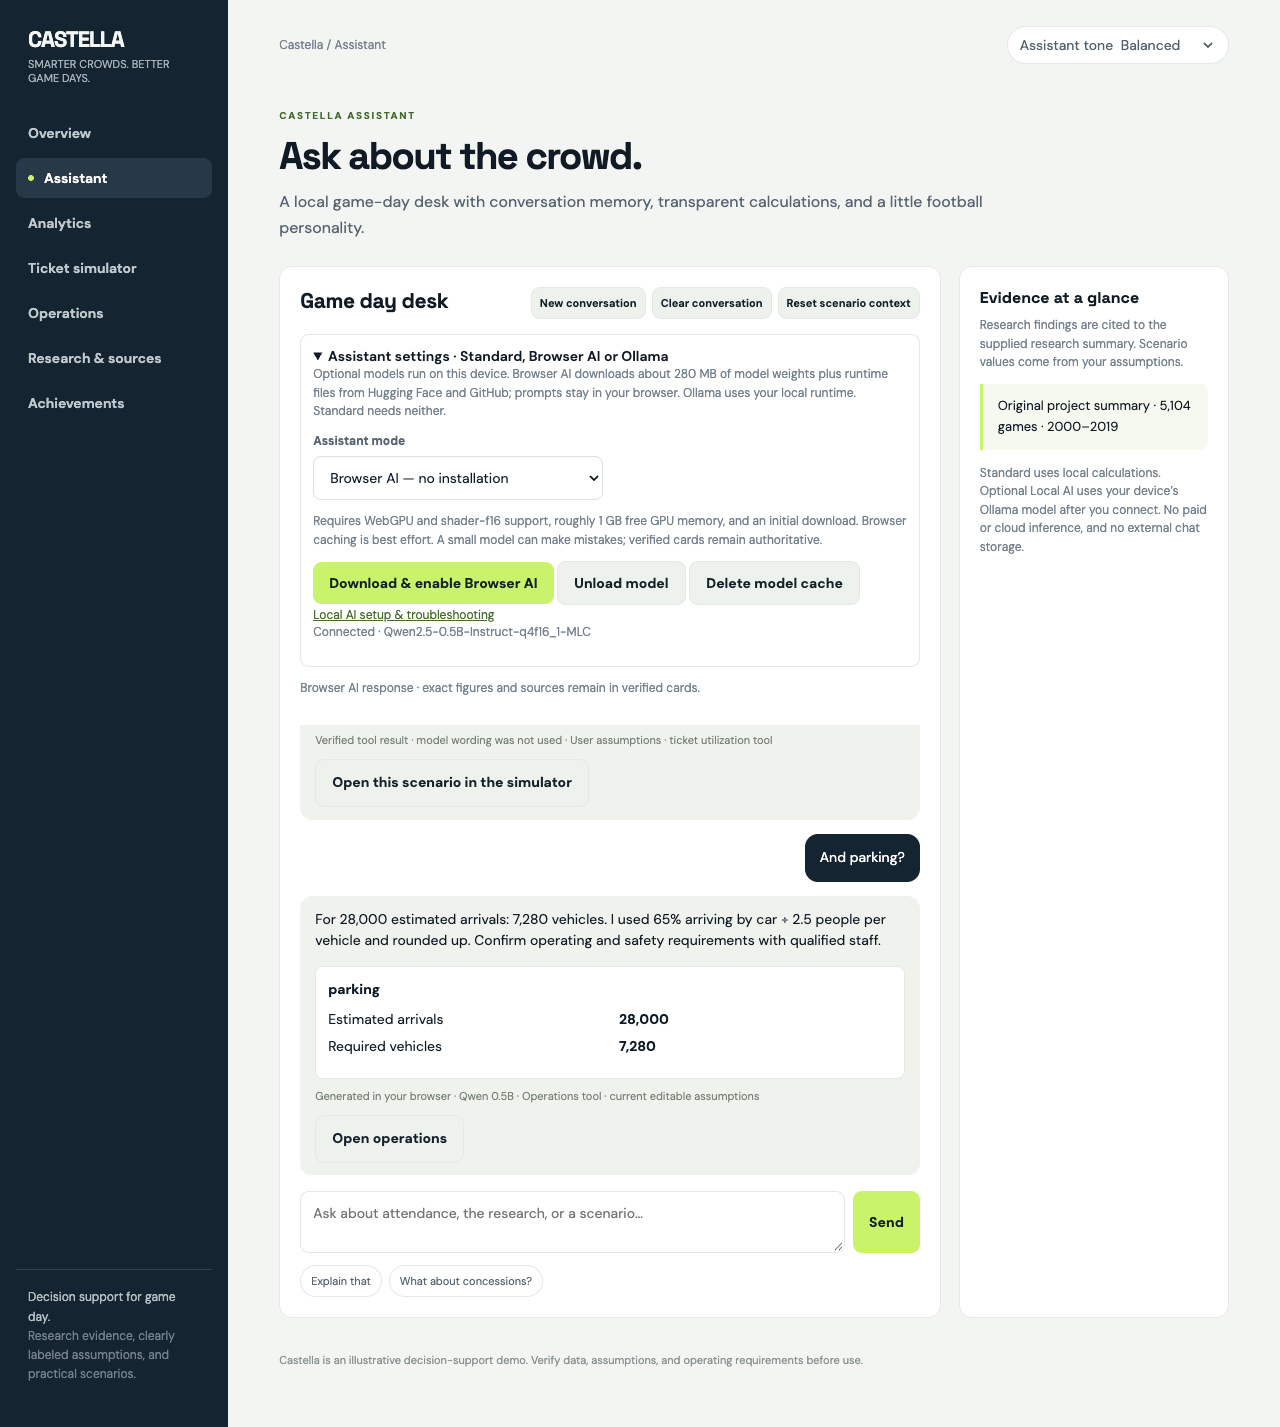 CASTELLA
SMARTER CROWDS. BETTER
GAME DAYS.
Overview
Assistant
Analytics
Ticket simulator
Operations
Research & sources
Achievements
Decision support for game
day.
Research evidence, clearly
labeled assumptions, and
practical scenarios.
Castella / Assistant
Assistant tone Balanced
CASTELLA ASSISTANT
Ask about the crowd.
A local game-day desk with conversation memory, transparent calculations, and a little football
personality.
Game day desk
New conversation
Clear conversation
Reset scenario context
▼ Assistant settings · Standard, Browser AI or Ollama
Optional models run on this device. Browser AI downloads about 280 MB of model weights plus runtime
files from Hugging Face and GitHub; prompts stay in your browser. Ollama uses your local runtime.
Standard needs neither.
Assistant mode
Browser AI — no installation
Requires WebGPU and shader-f16 support, roughly 1 GB free GPU memory, and an initial download. Browser
caching is best effort. A small model can make mistakes; verified cards remain authoritative.
Download & enable Browser AI
Unload model
Delete model cache
Local AI setup & troubleshooting
Connected · Qwen2.5-0.5B-Instruct-q4f16_1-MLC
Browser AI response · exact figures and sources remain in verified cards.
Verified tool result · model wording was not used · User assumptions · ticket utilization tool
Open this scenario in the simulator
And parking?
For 28,000 estimated arrivals: 7,280 vehicles. I used 65% arriving by car ÷ 2.5 people per
vehicle and rounded up. Confirm operating and safety requirements with qualified staff.
parking
Estimated arrivals 28,000
Required vehicles 7,280
Generated in your browser · Qwen 0.5B · Operations tool · current editable assumptions
Open operations
Ask about attendance, the research, or a scenario…
Send
Explain that
What about concessions?
Evidence at a glance
Research findings are cited to the
supplied research summary. Scenario
values come from your assumptions.
Original project summary · 5,104
games · 2000–2019
Standard uses local calculations.
Optional Local AI uses your device's
Ollama model after you connect. No paid
or cloud inference, and no external chat
storage.
Castella is an illustrative decision-support demo. Verify data, assumptions, and operating requirements before use.